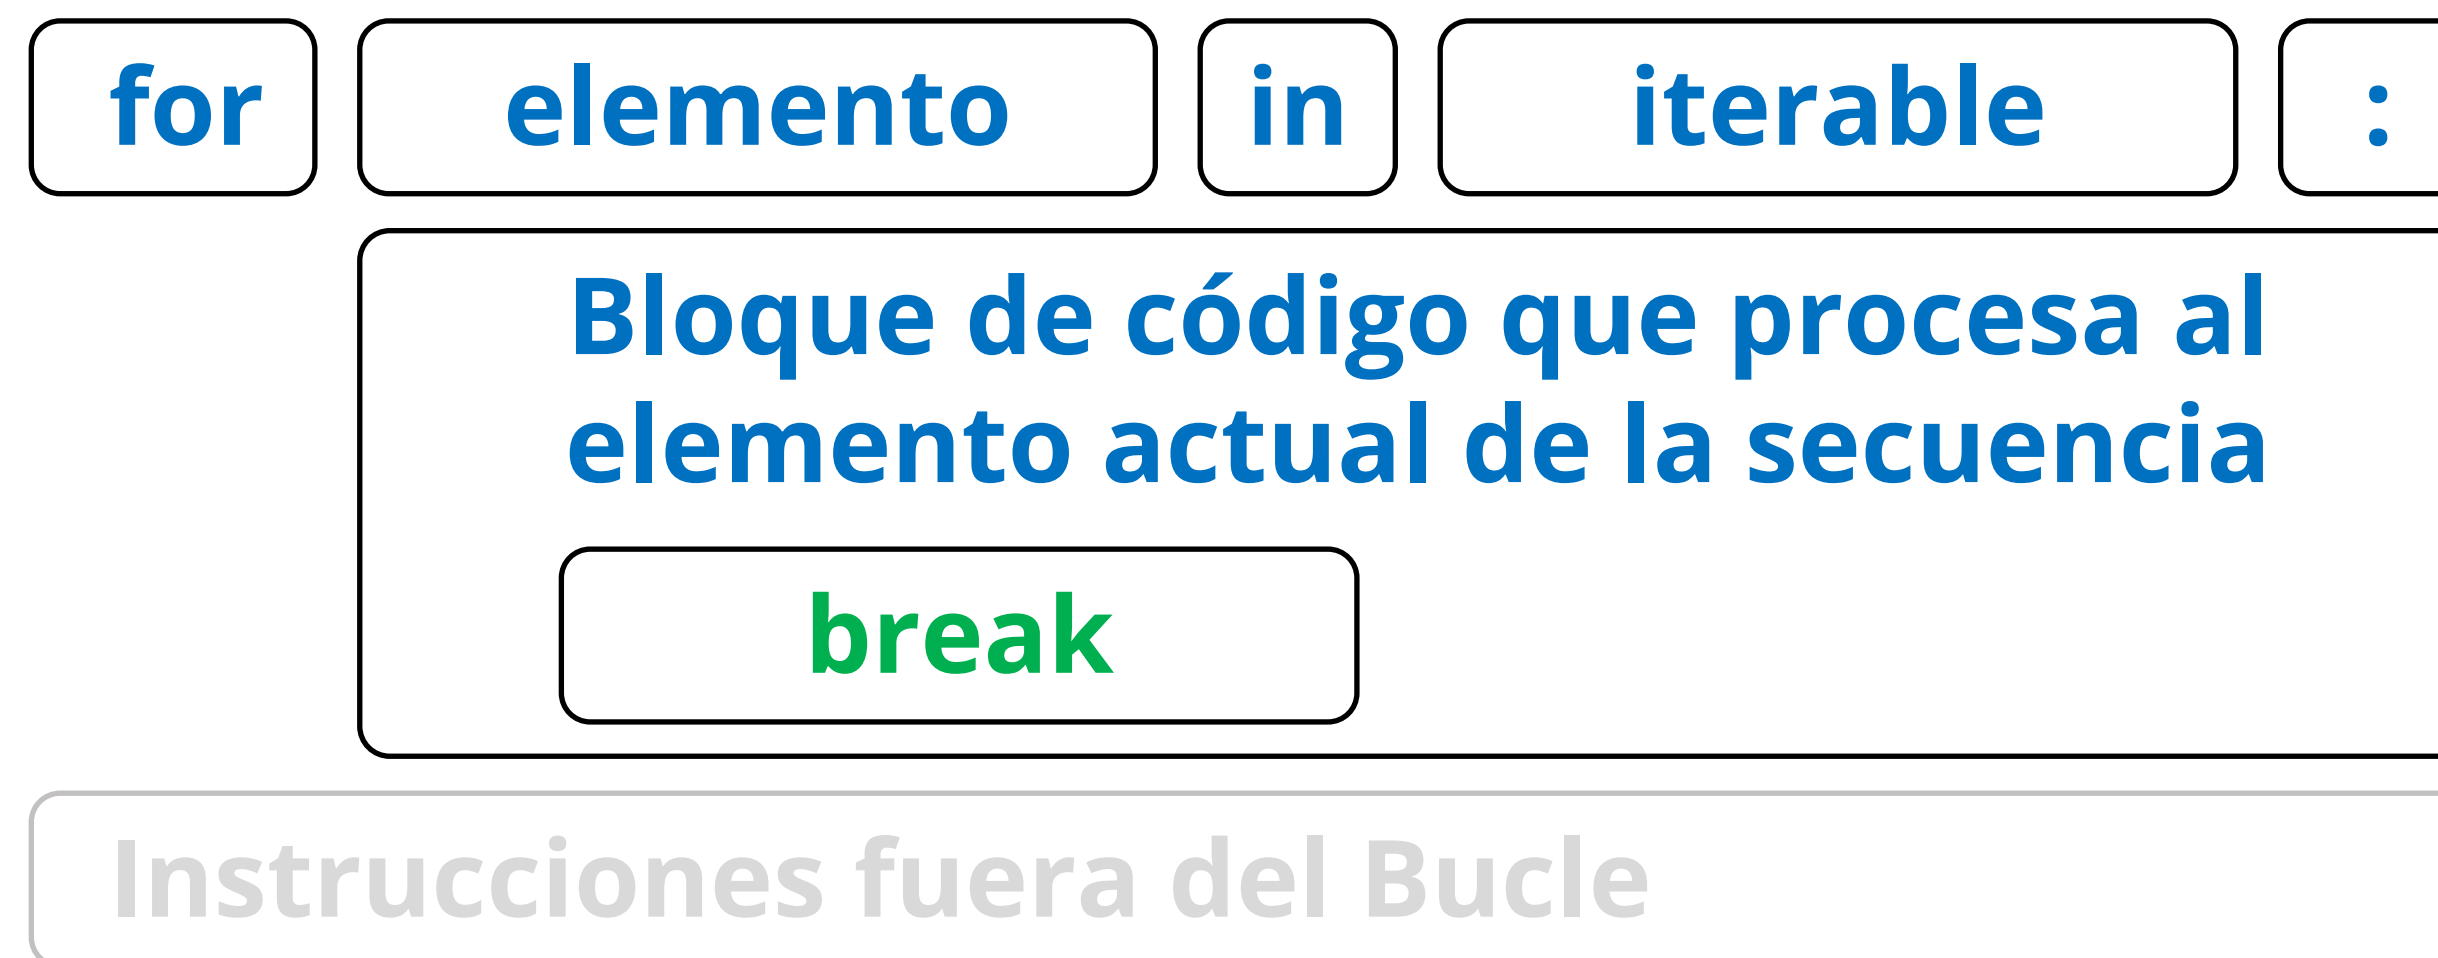 for elemento in iterable :
Bloque de código que procesa al
elemento actual de la secuencia
break
Instrucciones fuera del Bucle